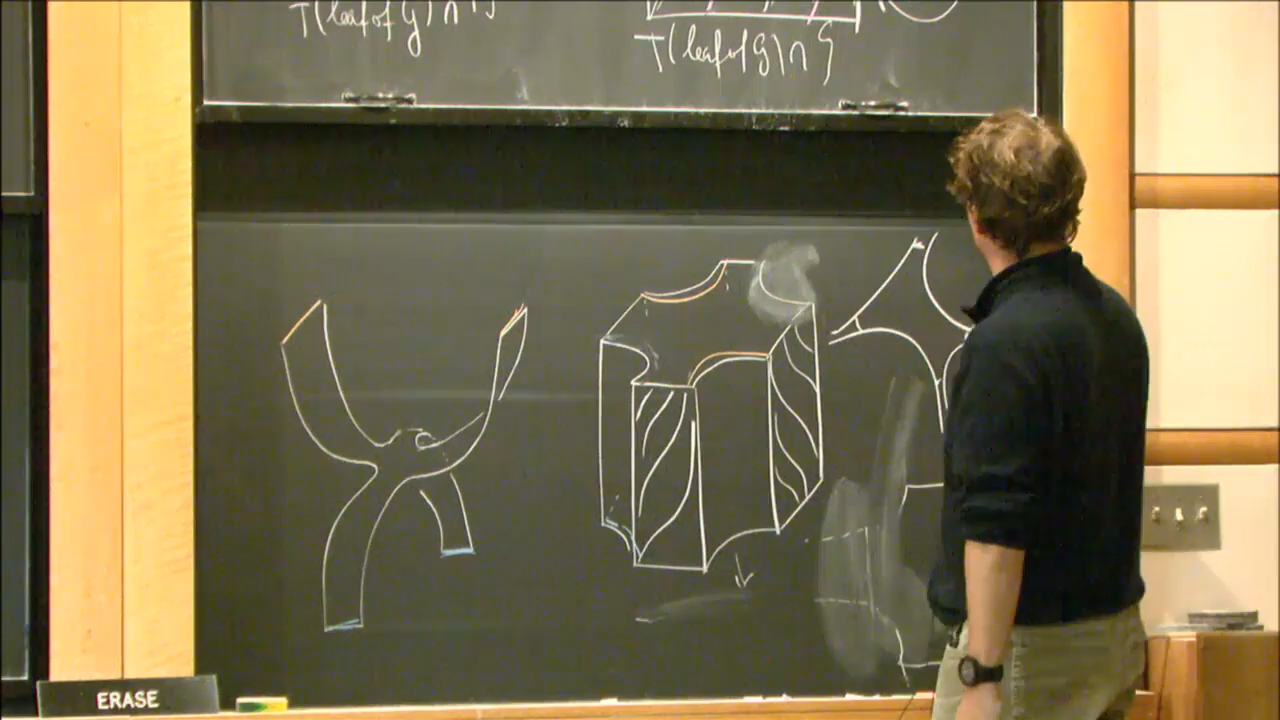 T(leaf of G) ∩
T(leaf of G) ∩ ς
ERASE